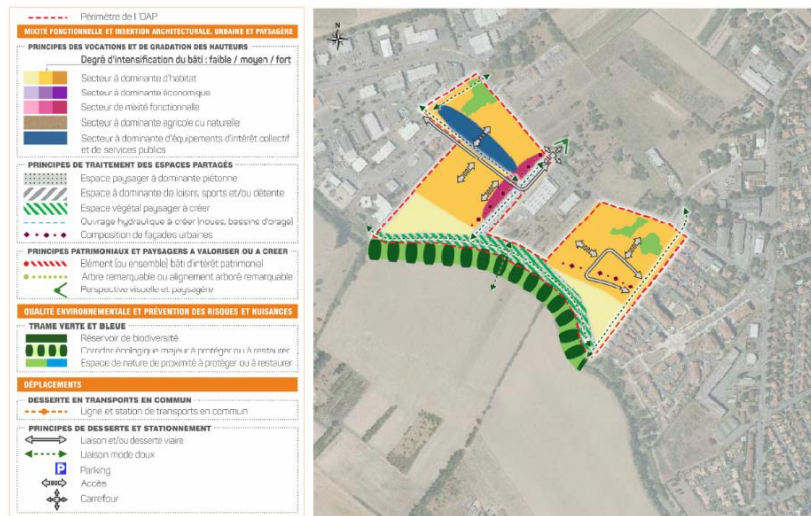 Périmètre de l'OAP
MIXITÉ FONCTIONNELLE ET INSERTION ARCHITECTURALE, URBAINE ET PAYSAGÈRE
PRINCIPES DES VOCATIONS ET DE GRADATION DES HAUTEURS
Degré d'intensification du bâti : faible / moyen / fort
Secteur à dominante d'habitat
Secteur à dominante économique
Secteur de mixité fonctionnelle
Secteur à dominante agricole ou naturelle
Secteur à dominante d'équipements d'intérêt collectif
et de services publics
PRINCIPES DE TRAITEMENT DES ESPACES PARTAGÉS
Espace paysager à dominante piétonne
Espace à dominante de loisirs, sports et/ou détente
Espace végétal paysager à créer
Ouvrage hydraulique à créer (noues, bassins d'orage)
Composition de façades urbaines
PRINCIPES PATRIMONIAUX ET PAYSAGERS A VALORISER OU A CREER
Elément (ou ensemble) bâti d'intérêt patrimonial
Arbre remarquable ou alignement arboré remarquable
Perspective visuelle et paysagère
QUALITÉ ENVIRONNEMENTALE ET PRÉVENTION DES RISQUES ET NUISANCES
TRAME VERTE ET BLEUE
Réservoir de biodiversité
Corridor écologique majeur à protéger ou à restaurer
Espace de nature de proximité à protéger ou à restaurer
DÉPLACEMENTS
DESSERTE EN TRANSPORTS EN COMMUN
Ligne et station de transports en commun
PRINCIPES DE DESSERTE ET STATIONNEMENT
Liaison et/ou desserte viaire
Liaison mode doux
P Parking
Accès
Carrefour
N